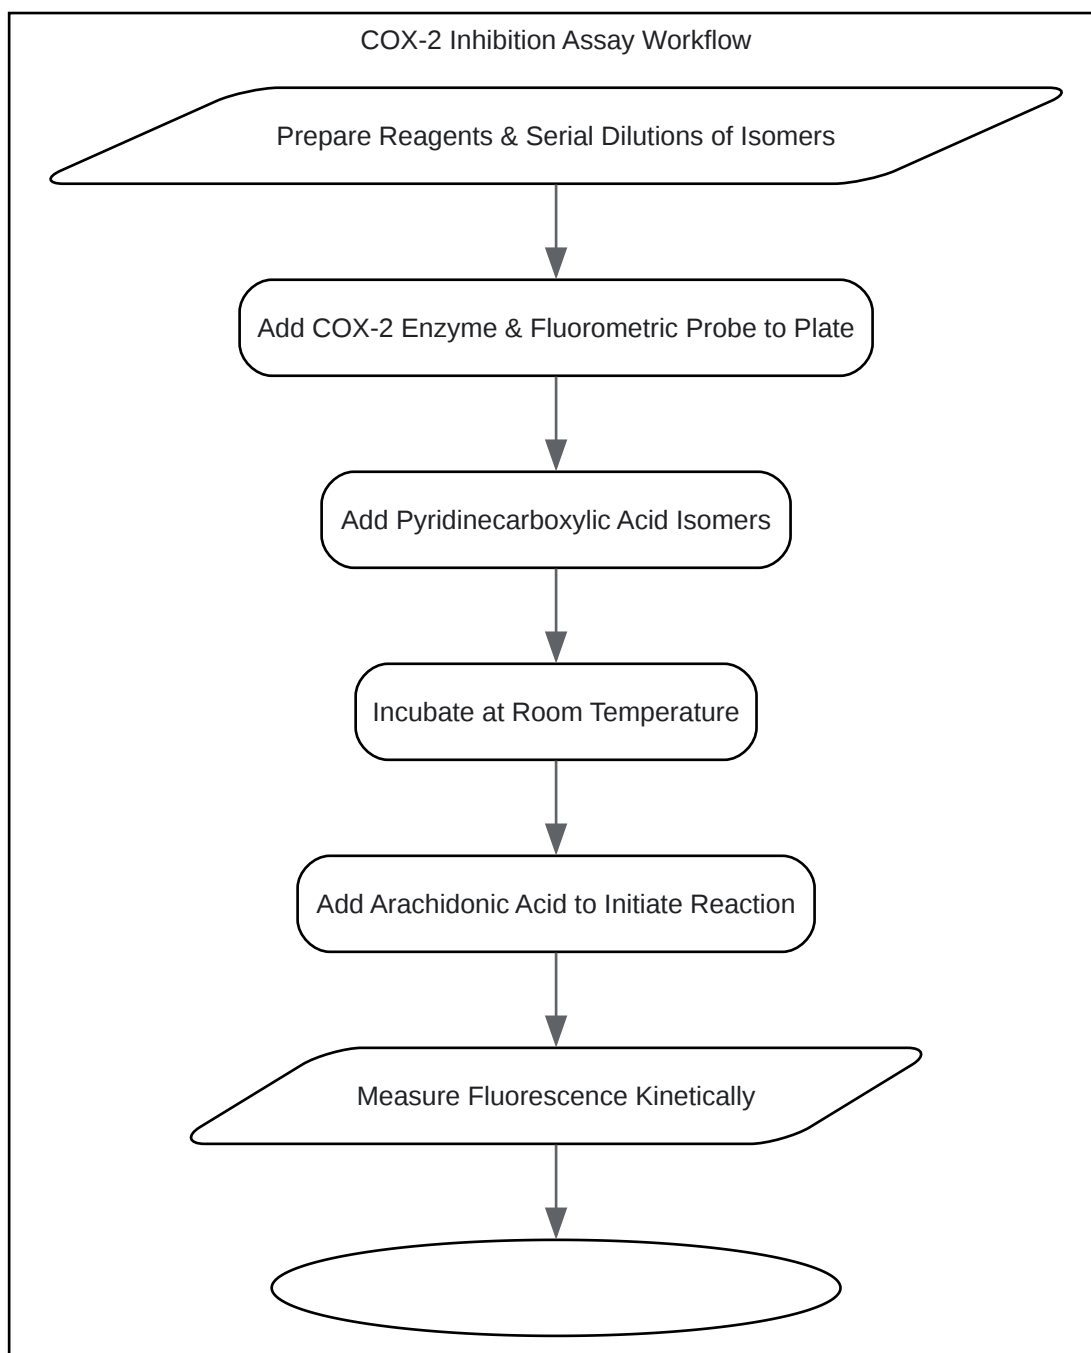 COX-2 Inhibition Assay Workflow
Prepare Reagents & Serial Dilutions of Isomers
Add COX-2 Enzyme & Fluorometric Probe to Plate
Add Pyridinecarboxylic Acid Isomers
Incubate at Room Temperature
Add Arachidonic Acid to Initiate Reaction
Measure Fluorescence Kinetically